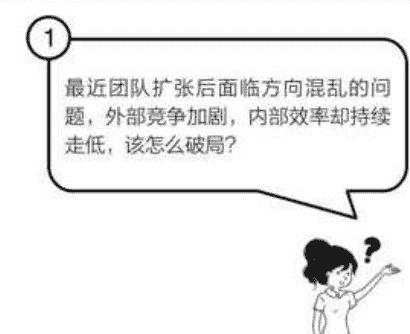 1
最近团队扩张后面临方向混乱的问
题，外部竞争加剧，内部效率却持续
走低，该怎么破局？
?